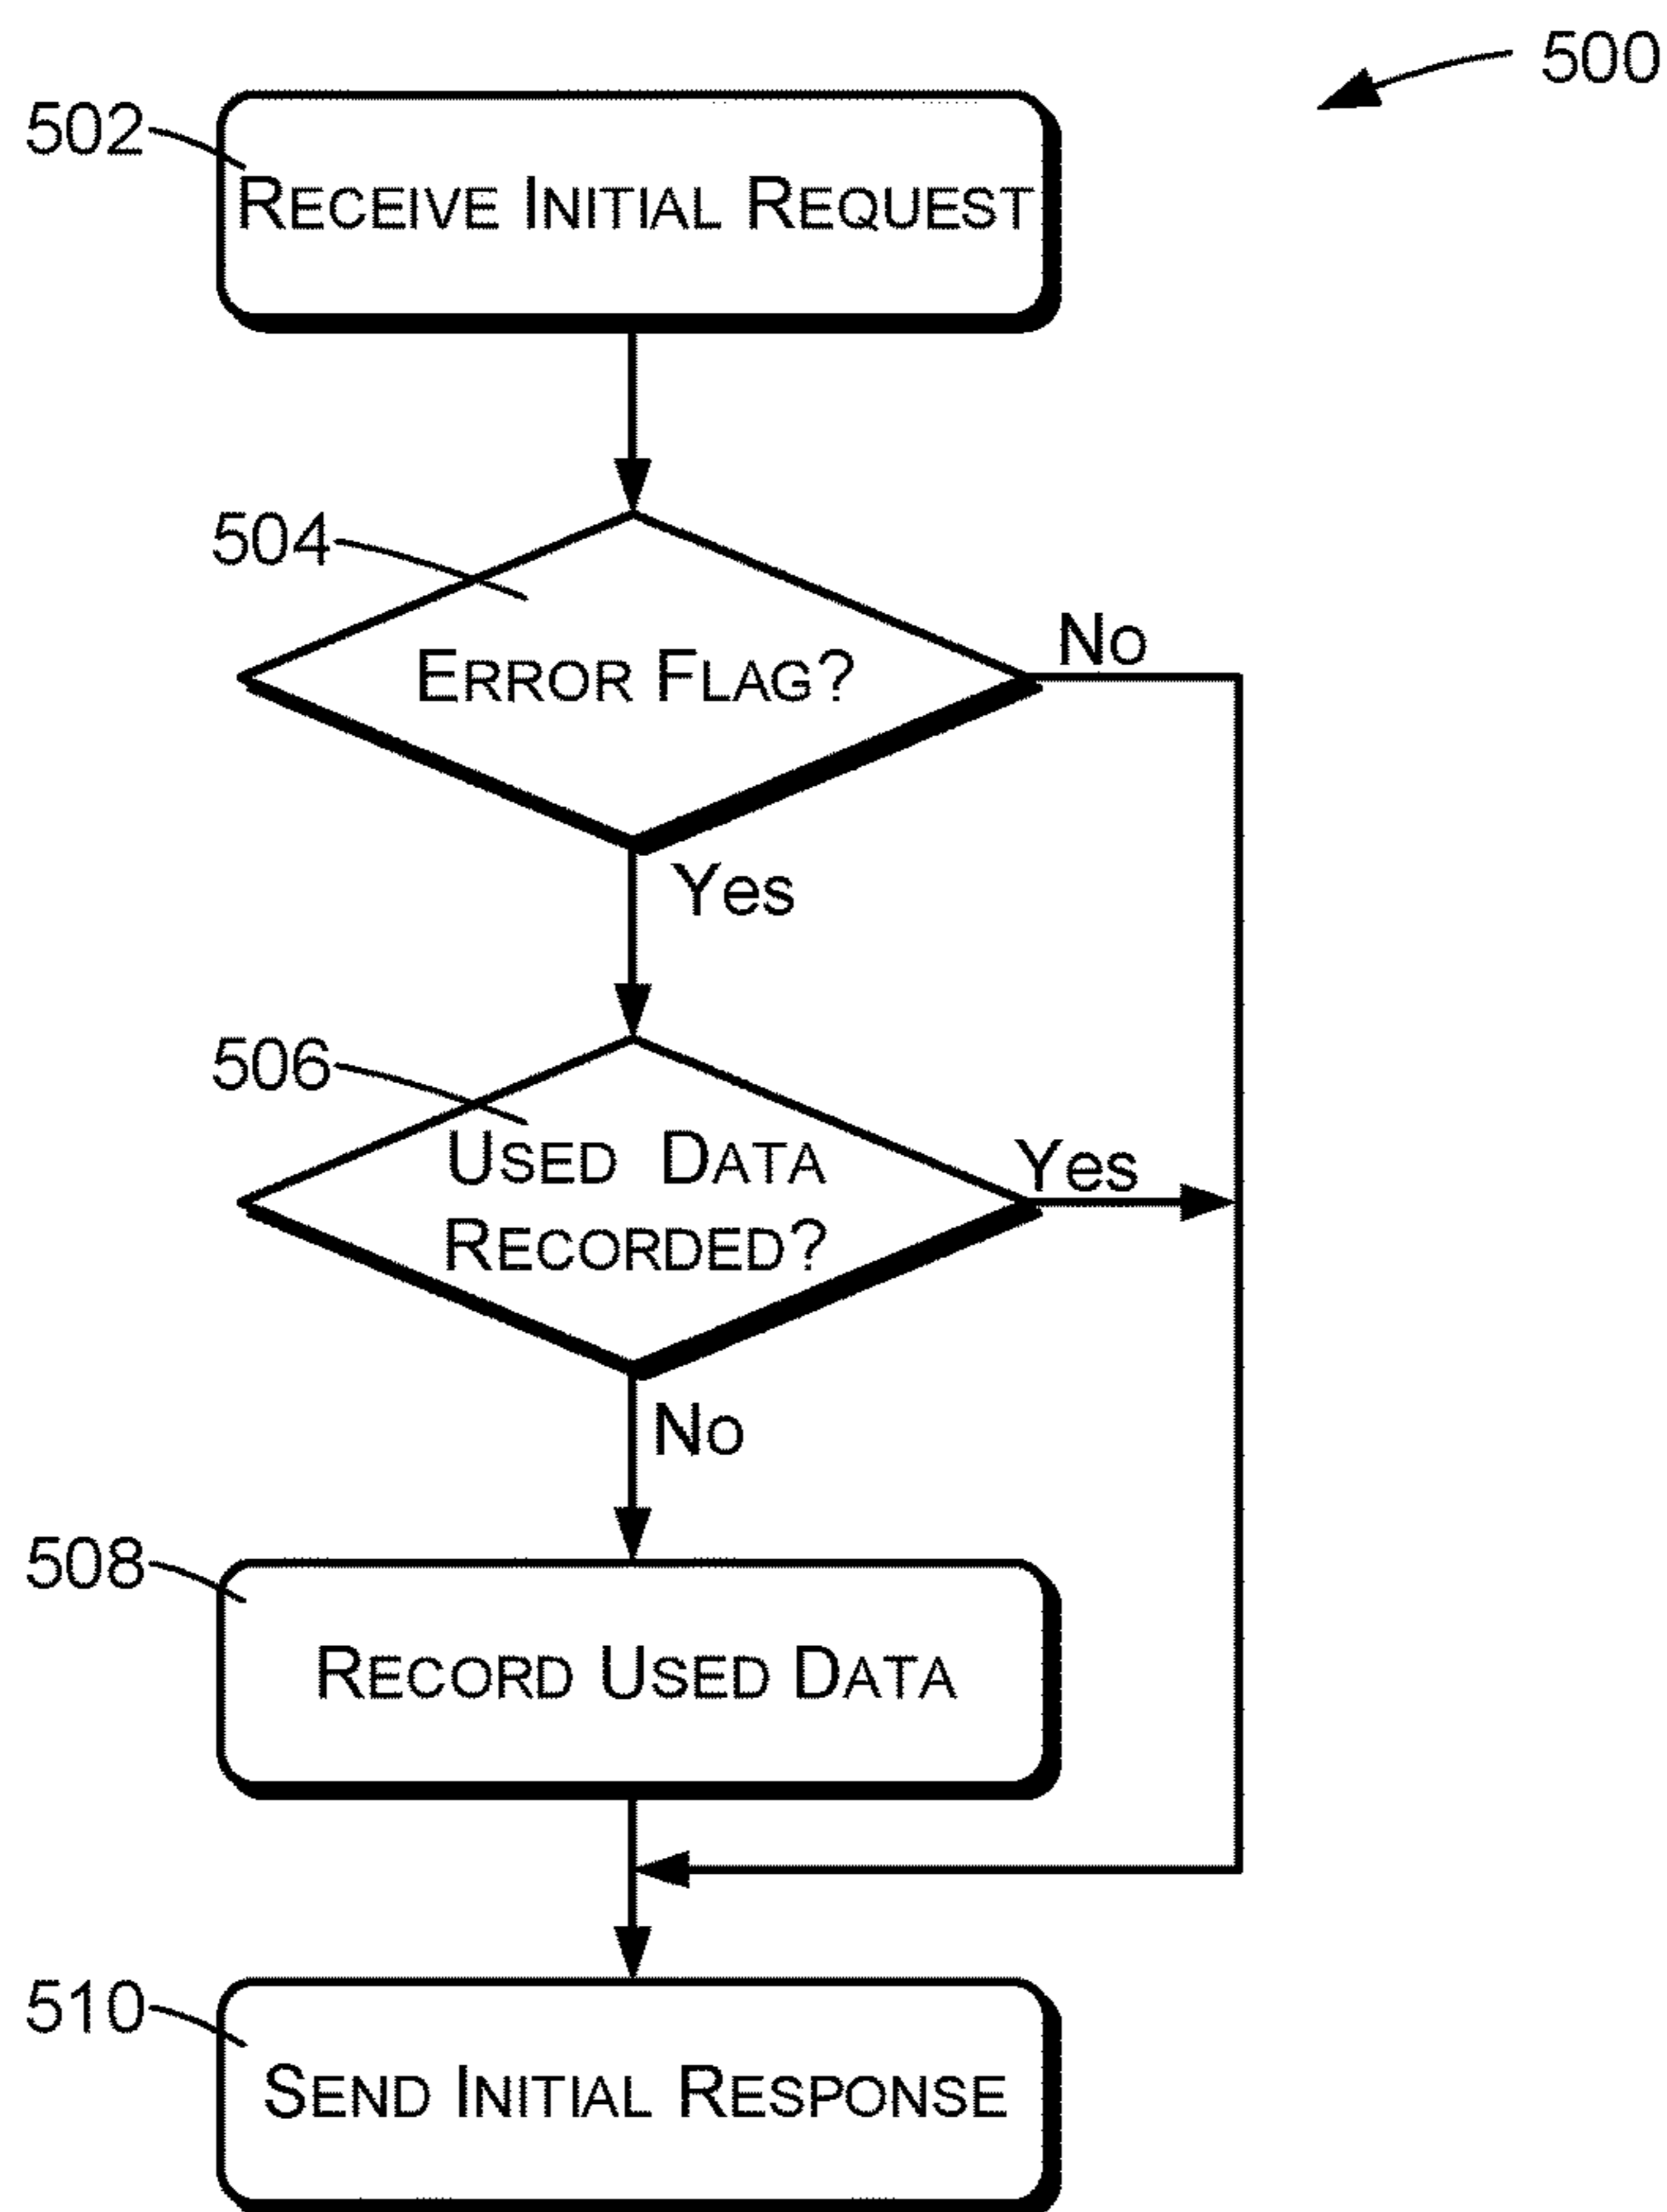 500
502
RECEIVE INITIAL REQUEST
504
ERROR FLAG?
No
Yes
506
USED DATA
RECORDED?
Yes
No
508
RECORD USED DATA
510
SEND INITIAL RESPONSE